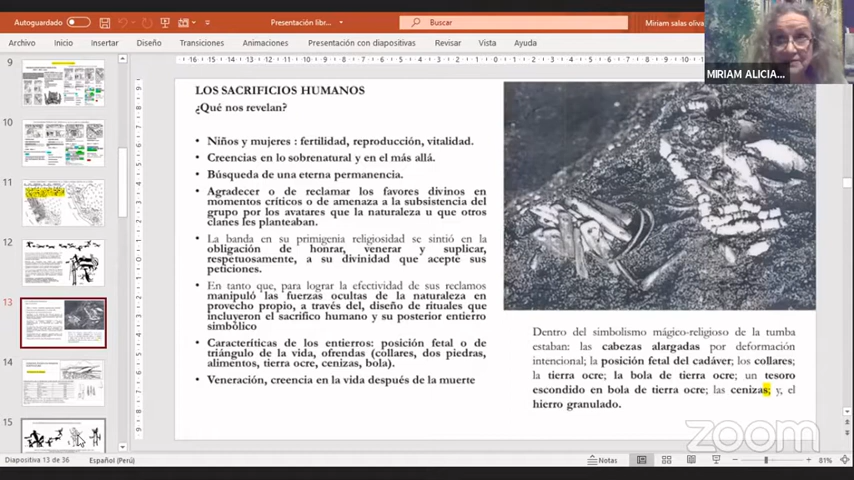 Autoguardado
Presentación libr...
Buscar
Miriam salas oliva
Archivo Inicio Insertar Diseño Transiciones Animaciones Presentación con diapositivas Revisar Vista Ayuda
MIRIAM ALICIA...
9
10
11
12
13
14
15
LOS SACRIFICIOS HUMANOS
¿Qué nos revelan?
• Niños y mujeres : fertilidad, reproducción, vitalidad.
• Creencias en lo sobrenatural y en el más allá.
• Búsqueda de una eterna permanencia.
• Agradecer o de reclamar los favores divinos en
momentos críticos o de amenaza a la subsistencia del
grupo por los avatares que la naturaleza u que otros
clanes les planteaban.
• La banda en su primigenia religiosidad se sintió en la
obligación de honrar, venerar y suplicar,
respetuosamente, a su divinidad que acepte sus
peticiones.
• En tanto que, para lograr la efectividad de sus reclamos
manipuló las fuerzas ocultas de la naturaleza en
provecho propio, a través del, diseño de rituales que
incluyeron el sacrifico humano y su posterior entierro
simbólico
• Características de los entierros: posición fetal o de
triángulo de la vida, ofrendas (collares, dos piedras,
alimentos, tierra ocre, cenizas, bola).
• Veneración, creencia en la vida después de la muerte
Dentro del simbolismo mágico-religioso de la tumba
estaban: las cabezas alargadas por deformación
intencional; la posición fetal del cadáver; los collares;
la tierra ocre; la bola de tierra ocre; un tesoro
escondido en bola de tierra ocre; las cenizas; y, el
hierro granulado.
zoom
Diapositiva 13 de 36 Español (Perú) Notas 81%